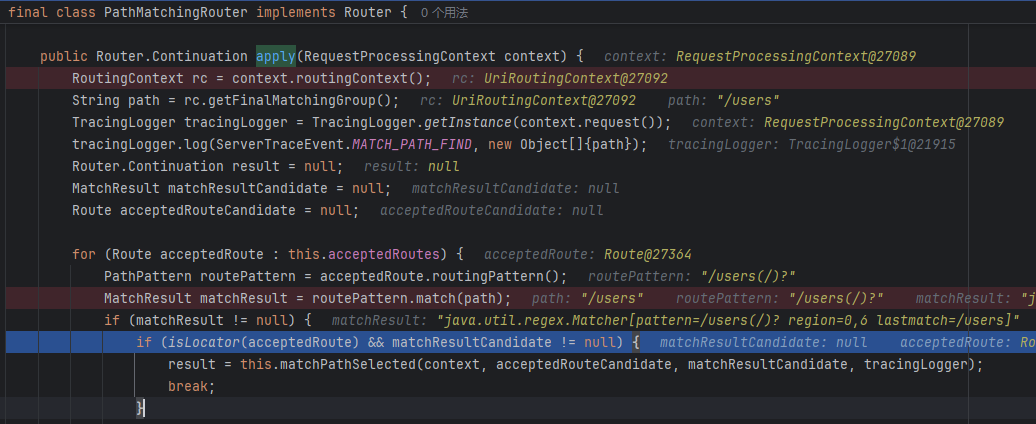 final class PathMatchingRouter implements Router {  0 个用法
public Router.Continuation apply(RequestProcessingContext context) {  context: RequestProcessingContext@27089
RoutingContext rc = context.routingContext();  rc: UriRoutingContext@27092
String path = rc.getFinalMatchingGroup();  rc: UriRoutingContext@27092    path: "/users"
TracingLogger tracingLogger = TracingLogger.getInstance(context.request());  context: RequestProcessingContext@27089
tracingLogger.log(ServerTraceEvent.MATCH_PATH_FIND, new Object[]{path});  tracingLogger: TracingLogger$1@21915
Router.Continuation result = null;  result: null
MatchResult matchResultCandidate = null;  matchResultCandidate: null
Route acceptedRouteCandidate = null;  acceptedRouteCandidate: null
for (Route acceptedRoute : this.acceptedRoutes) {  acceptedRoute: Route@27364
PathPattern routePattern = acceptedRoute.routingPattern();  routePattern: "/users(/)?"
MatchResult matchResult = routePattern.match(path);  path: "/users"    routePattern: "/users(/)?"    matchResult: "j
if (matchResult != null) {  matchResult: "java.util.regex.Matcher[pattern=/users(/)? region=0,6 lastmatch=/users]"
if (isLocator(acceptedRoute) && matchResultCandidate != null) {  matchResultCandidate: null    acceptedRoute: Ro
result = this.matchPathSelected(context, acceptedRouteCandidate, matchResultCandidate, tracingLogger);
break;
}